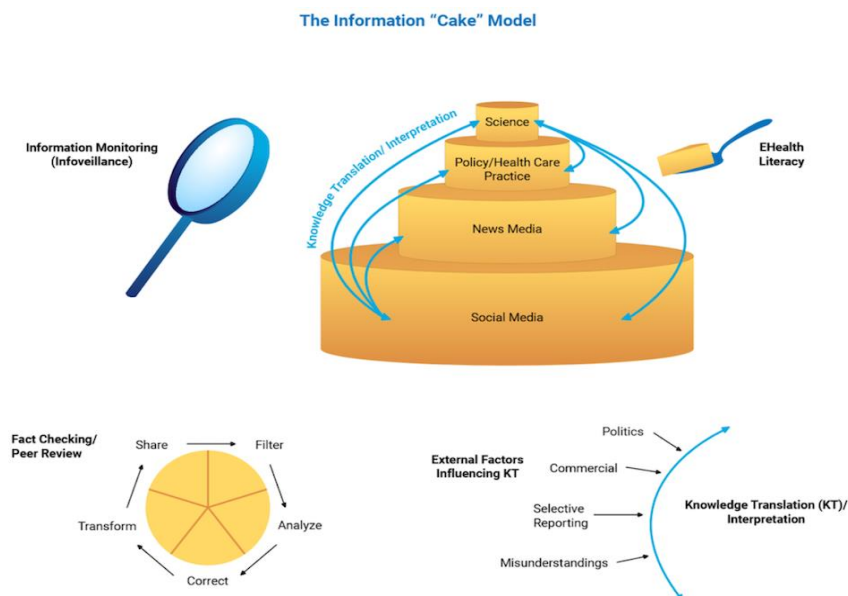 The Information “Cake” Model
Information Monitoring
(Infoveillance)
Knowledge Translation/ Interpretation
Science
Policy/Health Care
Practice
News Media
Social Media
EHealth
Literacy
Fact Checking/
Peer Review
Share
Filter
Analyze
Correct
Transform
External Factors
Influencing KT
Politics
Commercial
Selective
Reporting
Misunderstandings
Knowledge Translation (KT)/
Interpretation